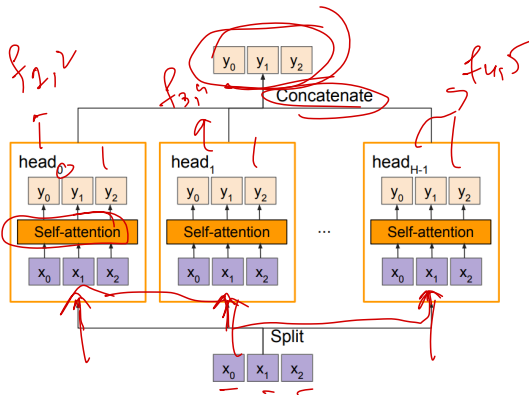 y0 y1 y2
Concatenate
head0 head1 headH-1
y0 y1 y2 y0 y1 y2 y0 y1 y2
Self-attention Self-attention ... Self-attention
x0 x1 x2 x0 x1 x2 x0 x1 x2
Split
x0 x1 x2